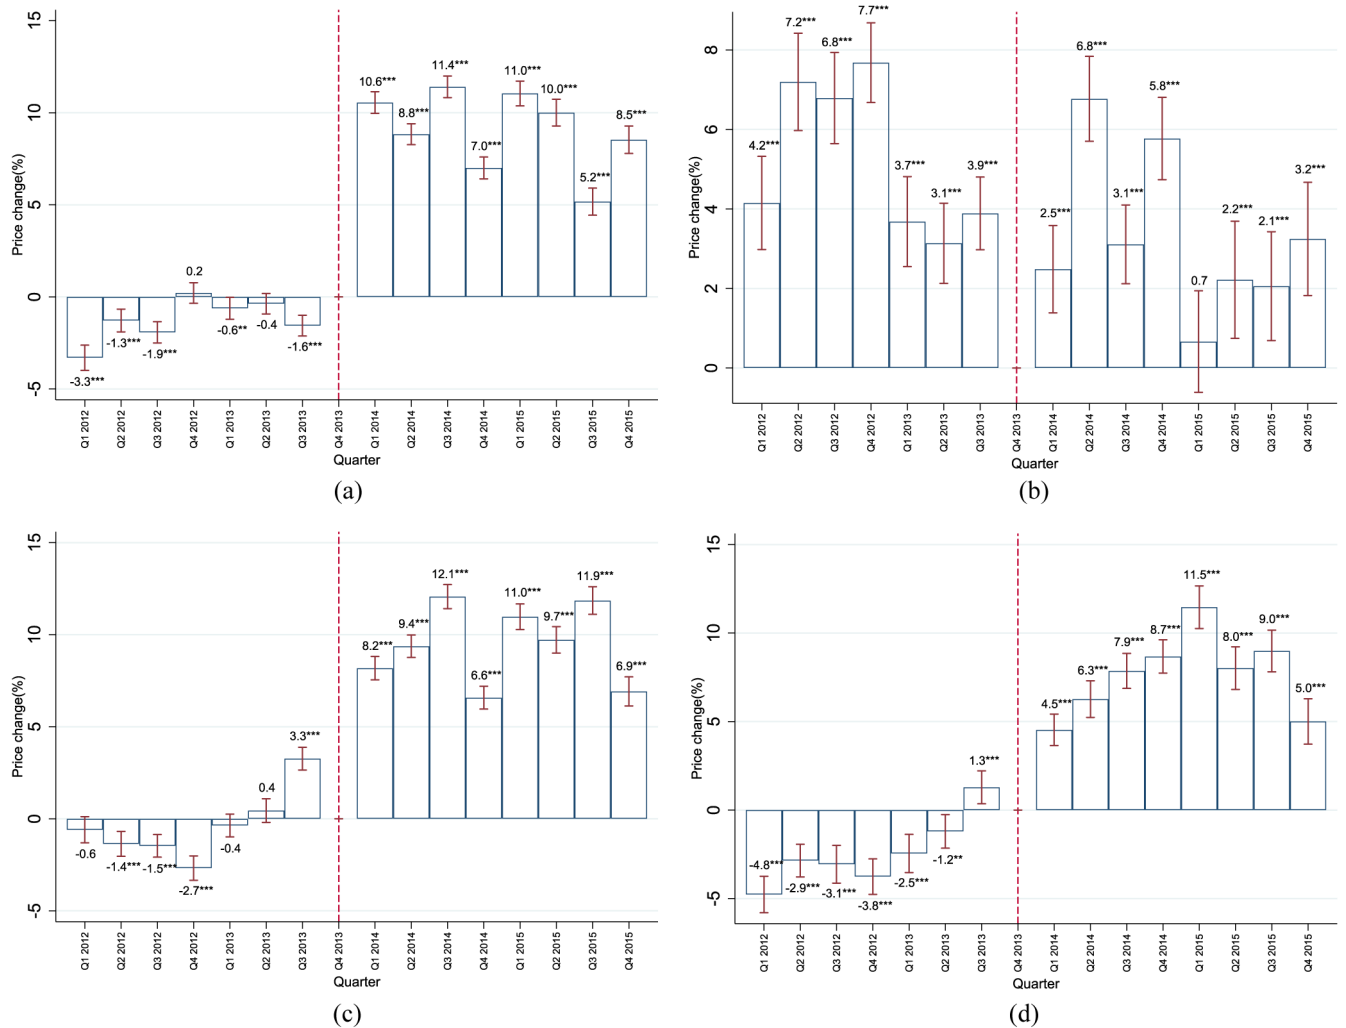 15
10
5
0
-5
Price change(%)
-3.3***
-1.3***
-1.9***
0.2
-0.6**
-0.4
-1.6***
10.6***
8.8***
11.4***
7.0***
11.0***
10.0***
5.2***
8.5***
Q1 2012
Q2 2012
Q3 2012
Q4 2012
Q1 2013
Q2 2013
Q3 2013
Q4 2013
Q1 2014
Q2 2014
Q3 2014
Q4 2014
Q1 2015
Q2 2015
Q3 2015
Q4 2015
Quarter
(a)
8
6
4
2
0
Price change(%)
4.2***
7.2***
6.8***
7.7***
3.7***
3.1***
3.9***
2.5***
6.8***
3.1***
5.8***
0.7
2.2***
2.1***
3.2***
Q1 2012
Q2 2012
Q3 2012
Q4 2012
Q1 2013
Q2 2013
Q3 2013
Q4 2013
Q1 2014
Q2 2014
Q3 2014
Q4 2014
Q1 2015
Q2 2015
Q3 2015
Q4 2015
Quarter
(b)
15
10
5
0
-5
Price change(%)
-0.6
-1.4***
-1.5***
-2.7***
-0.4
0.4
3.3***
8.2***
9.4***
12.1***
6.6***
11.0***
9.7***
11.9***
6.9***
Q1 2012
Q2 2012
Q3 2012
Q4 2012
Q1 2013
Q2 2013
Q3 2013
Q4 2013
Q1 2014
Q2 2014
Q3 2014
Q4 2014
Q1 2015
Q2 2015
Q3 2015
Q4 2015
Quarter
(c)
15
10
5
0
-5
Price change(%)
-4.8***
-2.9***
-3.1***
-3.8***
-2.5***
-1.2**
1.3***
4.5***
6.3***
7.9***
8.7***
11.5***
8.0***
9.0***
5.0***
Q1 2012
Q2 2012
Q3 2012
Q4 2012
Q1 2013
Q2 2013
Q3 2013
Q4 2013
Q1 2014
Q2 2014
Q3 2014
Q4 2014
Q1 2015
Q2 2015
Q3 2015
Q4 2015
Quarter
(d)